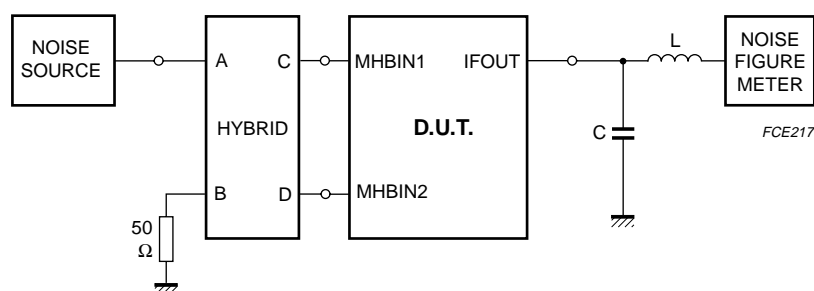 NOISE
SOURCE
A
B
C
D
HYBRID
50
Ω
MHBIN1
MHBIN2
IFOUT
D.U.T.
C
L
NOISE
FIGURE
METER
FCE217